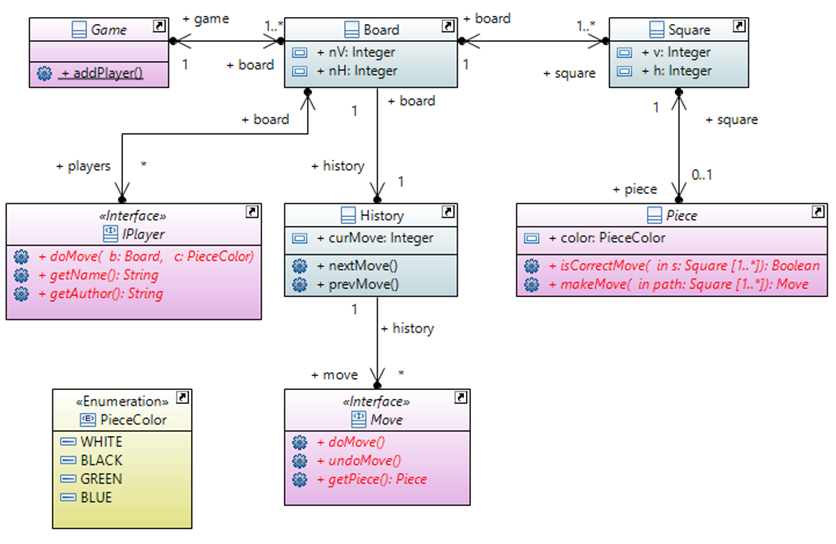 Game
+ addPlayer()
+ game
1
1..*
+ board
Board
+ nV: Integer
+ nH: Integer
+ board
1
1..*
+ square
Square
+ v: Integer
+ h: Integer
+ board
+ players
*
1
+ board
+ history
1
1
+ square
0..1
+ piece
«Interface»
IPlayer
+ doMove( b: Board, c: PieceColor)
+ getName(): String
+ getAuthor(): String
History
+ curMove: Integer
+ nextMove()
+ prevMove()
Piece
+ color: PieceColor
+ isCorrectMove( in s: Square [1..*]): Boolean
+ makeMove( in path: Square [1..*]): Move
1
+ history
+ move
*
«Enumeration»
PieceColor
WHITE
BLACK
GREEN
BLUE
«Interface»
Move
+ doMove()
+ undoMove()
+ getPiece(): Piece